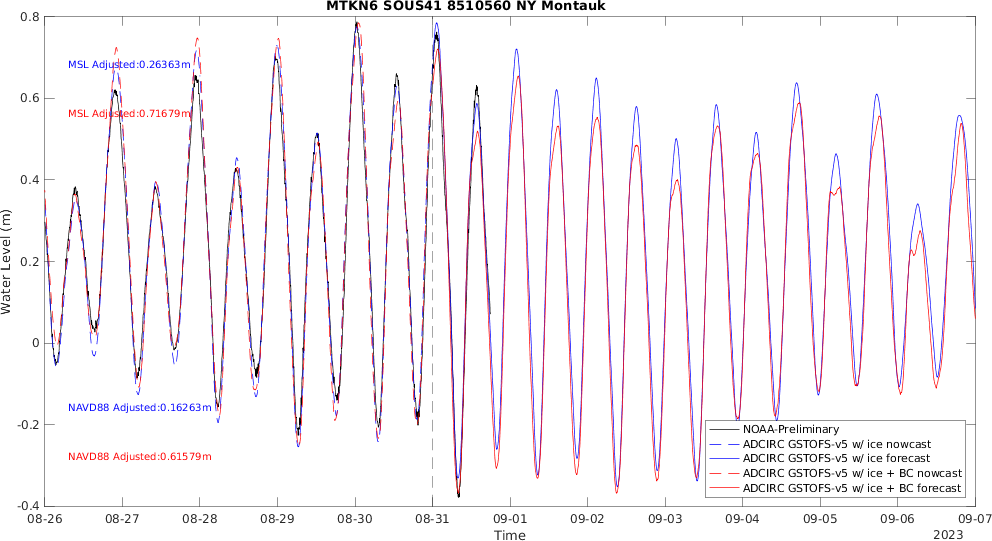 MTKN6 SOUS41 8510560 NY Montauk
0.8
0.6
0.4
0.2
0
-0.2
-0.4
Water Level (m)
MSL Adjusted:0.26363m
MSL Adjusted:0.71679m
NAVD88 Adjusted:0.16263m
NAVD88 Adjusted:0.61579m
NOAA-Preliminary
ADCIRC GSTOFS-v5 w/ ice nowcast
ADCIRC GSTOFS-v5 w/ ice forecast
ADCIRC GSTOFS-v5 w/ ice + BC nowcast
ADCIRC GSTOFS-v5 w/ ice + BC forecast
08-26 08-27 08-28 08-29 08-30 08-31 09-01 09-02 09-03 09-04 09-05 09-06 09-07
Time
2023